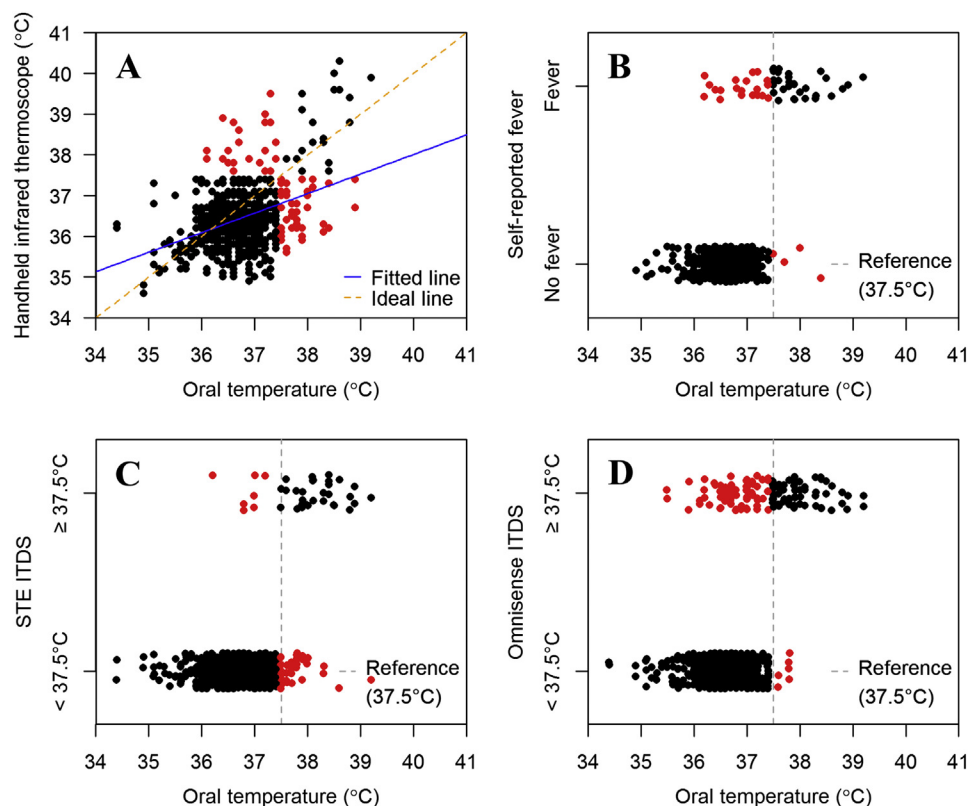 A
Handheld infrared thermoscope (°C)
41
40
39
38
37
36
35
34
Fitted line
Ideal line
34 35 36 37 38 39 40 41
Oral temperature (°C)
B
Self-reported fever
Fever
No fever
Reference
(37.5°C)
34 35 36 37 38 39 40 41
Oral temperature (°C)
C
STE ITDS
≥ 37.5°C
< 37.5°C
Reference
(37.5°C)
34 35 36 37 38 39 40 41
Oral temperature (°C)
D
Omnisense ITDS
≥ 37.5°C
< 37.5°C
Reference
(37.5°C)
34 35 36 37 38 39 40 41
Oral temperature (°C)